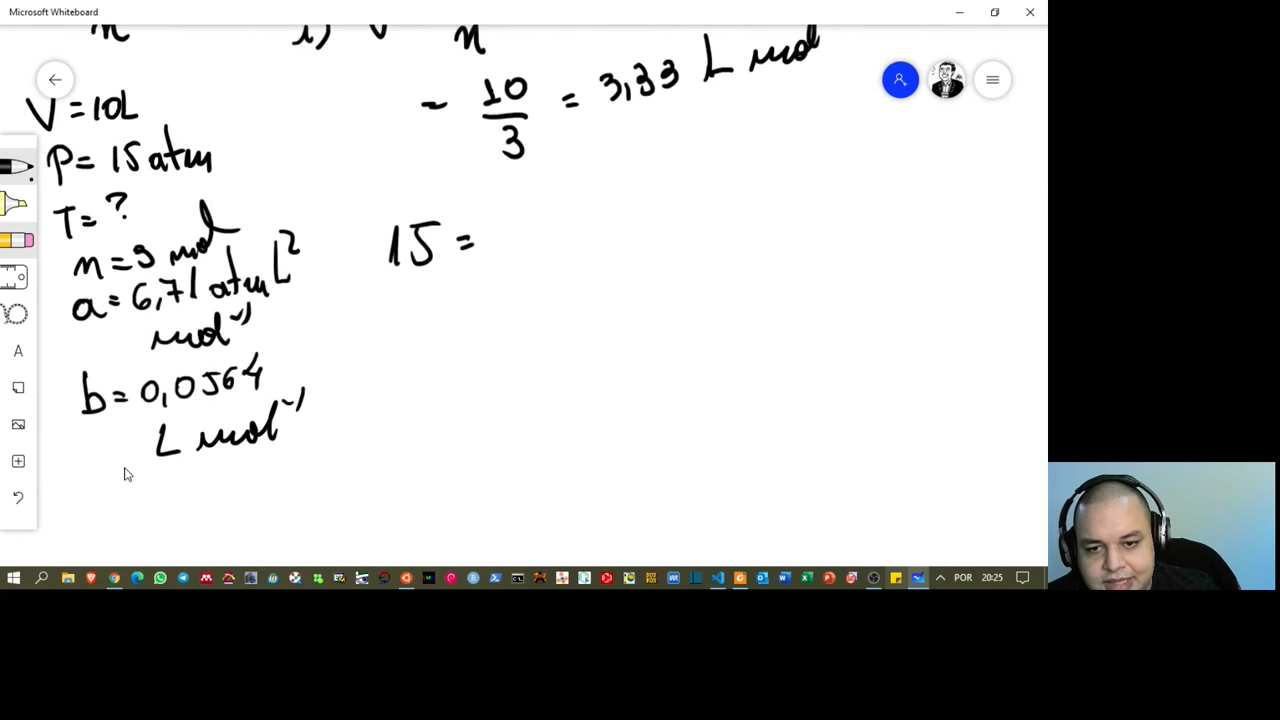 Microsoft Whiteboard
n
i) V
n
= 10/3 = 3,33 L mol
V = 10L
P = 15 atm
T = ?
n = 3 mol
a = 6,71 atm L²
mol⁻¹
b = 0,0564
L mol⁻¹
15 =
A
POR 20:25